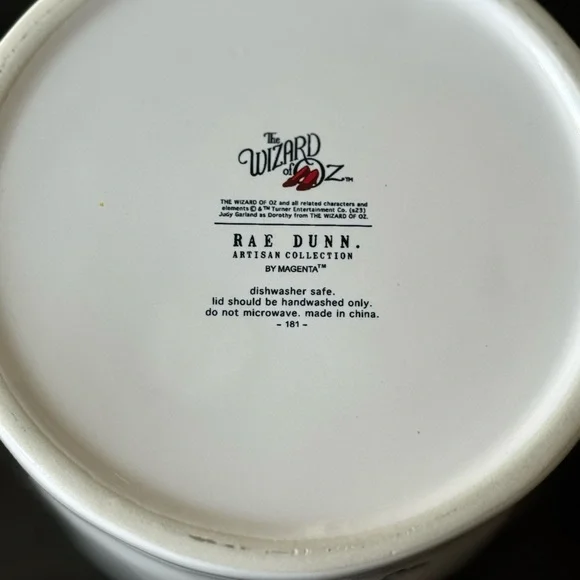 The
WIZARD
of OZ™
THE WIZARD OF OZ and all related characters and
elements © & ™ Turner Entertainment Co. (s23)
Judy Garland as Dorothy from THE WIZARD OF OZ.
RAE DUNN.
ARTISAN COLLECTION
BY MAGENTA™
dishwasher safe.
lid should be handwashed only.
do not microwave. made in china.
- 181 -